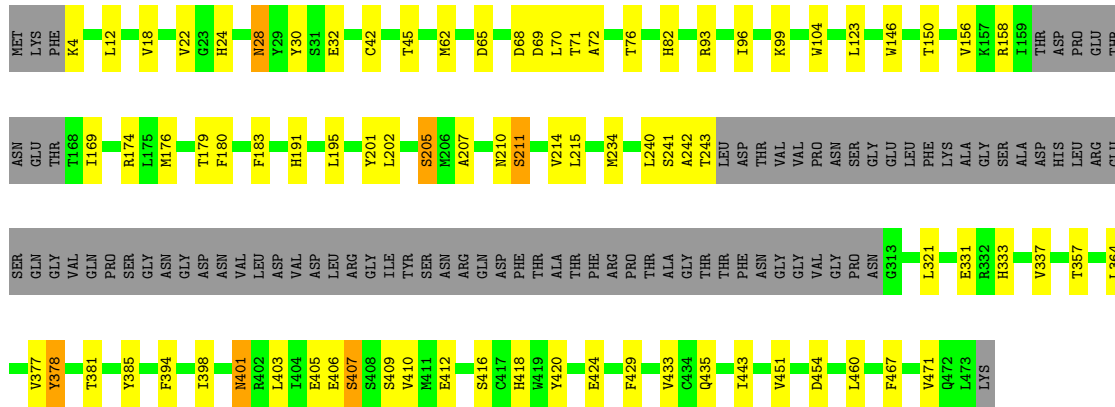 MET LYS PHE K4 L12 V18 V22 G23 H24 N28 Y29 Y30 S31 E32 C42 T45 M62 D65 D68 D69 L70 T71 A72 T76 H82 R93 I96 K99 W104 L123 W146 T150 V156 K157 R158 I159 THR ASP PRO GLU THR
ASN GLU THR T168 I169 R174 L175 M176 T179 F180 F183 H191 L195 Y201 L202 S205 M206 A207 N210 S211 V214 L215 M234 L240 S241 A242 T243 LEU ASP THR VAL VAL PRO ASN SER GLY GLU LEU PHE LYS ALA GLY SER ALA ASP HIS LEU ARG GLU
SER GLN GLY VAL GLN PRO SER GLY ASN GLY ASP ASN VAL LEU ASP VAL ASP LEU ARG GLY ILE TYR SER ASN ARG GLN ASP PHE THR ALA THR PHE ARG PRO THR ALA GLY THR THR PHE ASN GLY GLY VAL GLY PRO ASN G313 L321 E331 R332 H333 V337 T357 L364
V377 Y378 T381 Y385 F394 I398 N401 R402 L403 I404 E405 E406 S407 S408 S409 V410 M411 E412 S416 C417 H418 W419 Y420 E424 F429 V433 C434 Q435 I443 V451 D454 L460 F467 V471 Q472 L473 LYS